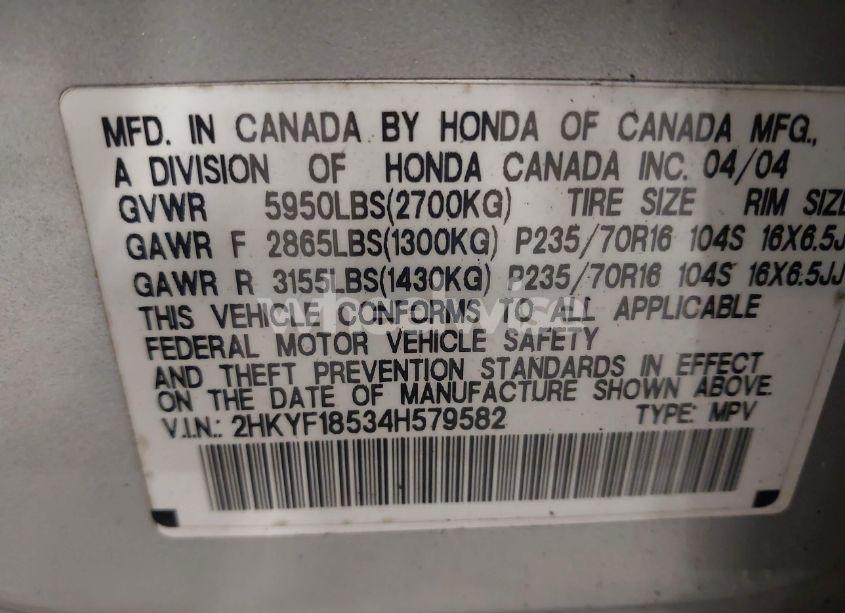 MFD. IN CANADA BY HONDA OF CANADA MFG.,
A DIVISION OF HONDA CANADA INC. 04/04
GVWR 5950LBS(2700KG) TIRE SIZE RIM SIZE
GAWR F 2865LBS(1300KG) P235/70R16 104S 16X6.5J
GAWR R 3155LBS(1430KG) P235/70R16 104S 16X6.5JJ
THIS VEHICLE CONFORMS TO ALL APPLICABLE
FEDERAL MOTOR VEHICLE SAFETY
AND THEFT PREVENTION STANDARDS IN EFFECT
ON THE DATE OF MANUFACTURE SHOWN ABOVE.
V.I.N.: 2HKYF18534H579582 TYPE: MPV